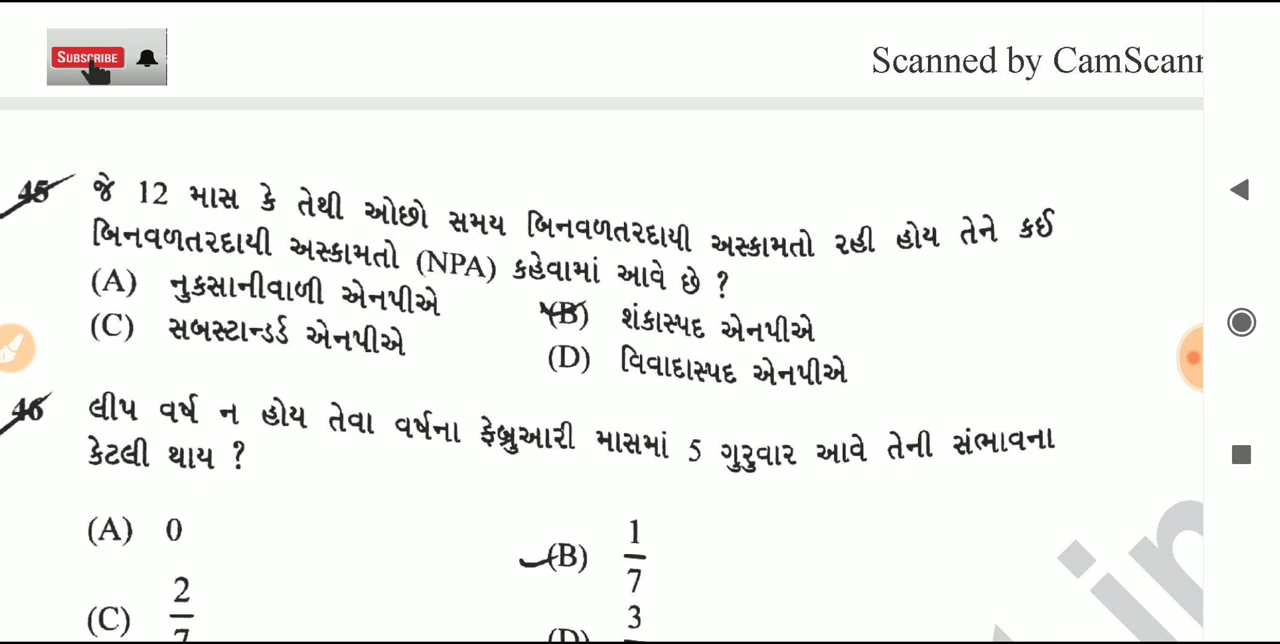 SUBSCRIBE
Scanned by CamScann
45 જે 12 માસ કે તેથી ઓછો સમય બિનવળતરદાયી અસ્કામતો રહી હોય તેને કઈ
બિનવળતરદાયી અસ્કામતો (NPA) કહેવામાં આવે છે ?
(A) નુકસાનીવાળી એનપીએ
(B) શંકાસ્પદ એનપીએ
(C) સબસ્ટાન્ડર્ડ એનપીએ
(D) વિવાદાસ્પદ એનપીએ
46 લીપ વર્ષ ન હોય તેવા વર્ષના ફેબ્રુઆરી માસમાં 5 ગુરુવાર આવે તેની સંભાવના
કેટલી થાય ?
(A) 0
(B) 1/7
(C) 2/7
(D) 3
.in